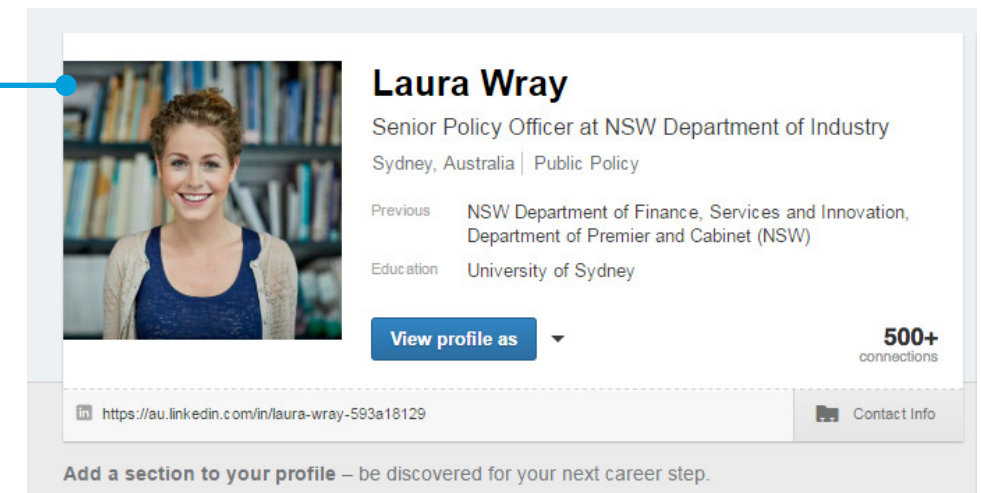 Laura Wray
Senior Policy Officer at NSW Department of Industry
Sydney, Australia | Public Policy
Previous NSW Department of Finance, Services and Innovation,
Department of Premier and Cabinet (NSW)
Education University of Sydney
View profile as
500+
connections
in https://au.linkedin.com/in/laura-wray-593a18129
Contact Info
Add a section to your profile – be discovered for your next career step.